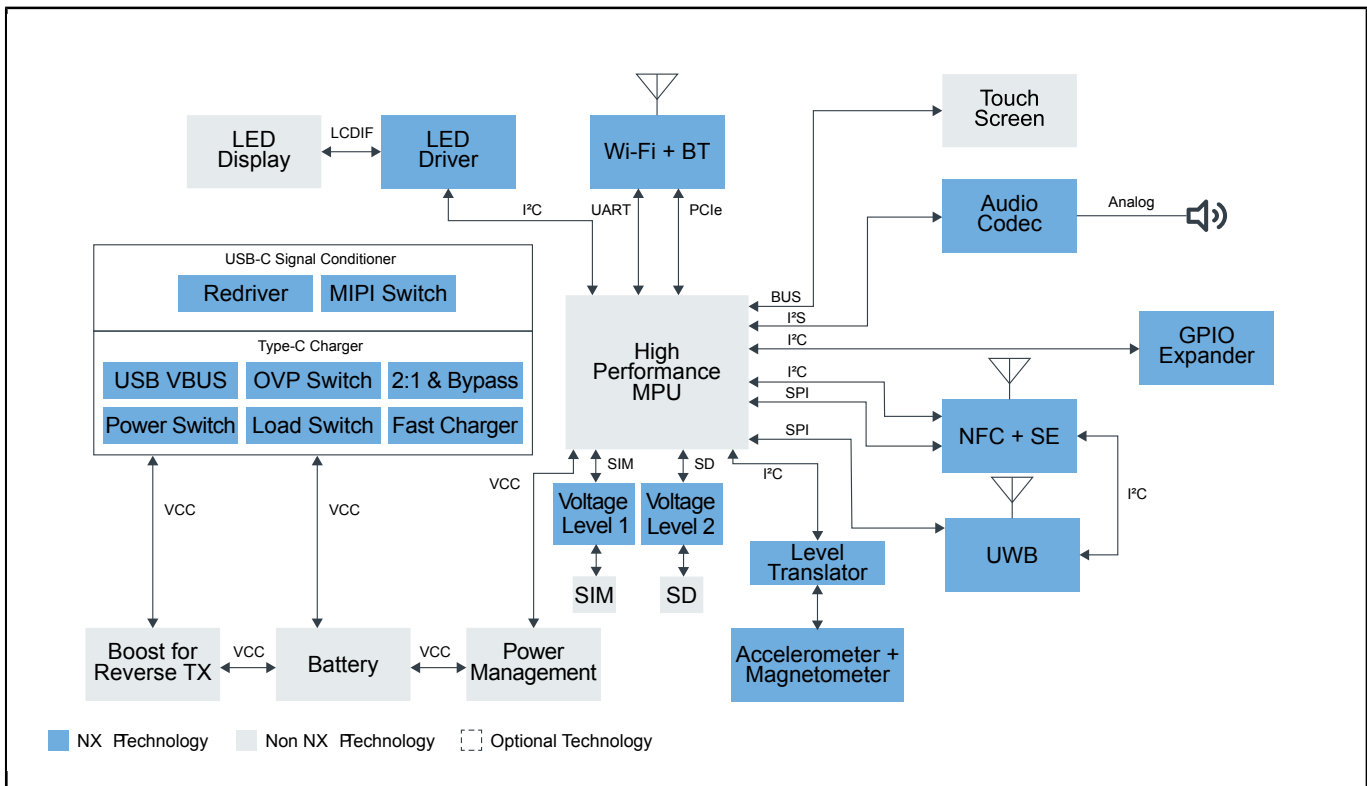 LED
Display
LCDIF
LED
Driver
Wi-Fi + BT
Touch
Screen
I²C
UART
PCIe
Audio
Codec
Analog
USB-C Signal Conditioner
Redriver
MIPI Switch
Type-C Charger
USB VBUS
OVP Switch
2:1 & Bypass
Power Switch
Load Switch
Fast Charger
High
Performance
MPU
BUS
I²S
I²C
GPIO
Expander
I²C
SPI
NFC + SE
SPI
I²C
UWB
VCC
VCC
VCC
SIM
SD
I²C
Voltage
Level 1
Voltage
Level 2
SIM
SD
Level
Translator
Accelerometer +
Magnetometer
Boost for
Reverse TX
VCC
Battery
VCC
Power
Management
NX PTechnology
Non NX PTechnology
Optional Technology